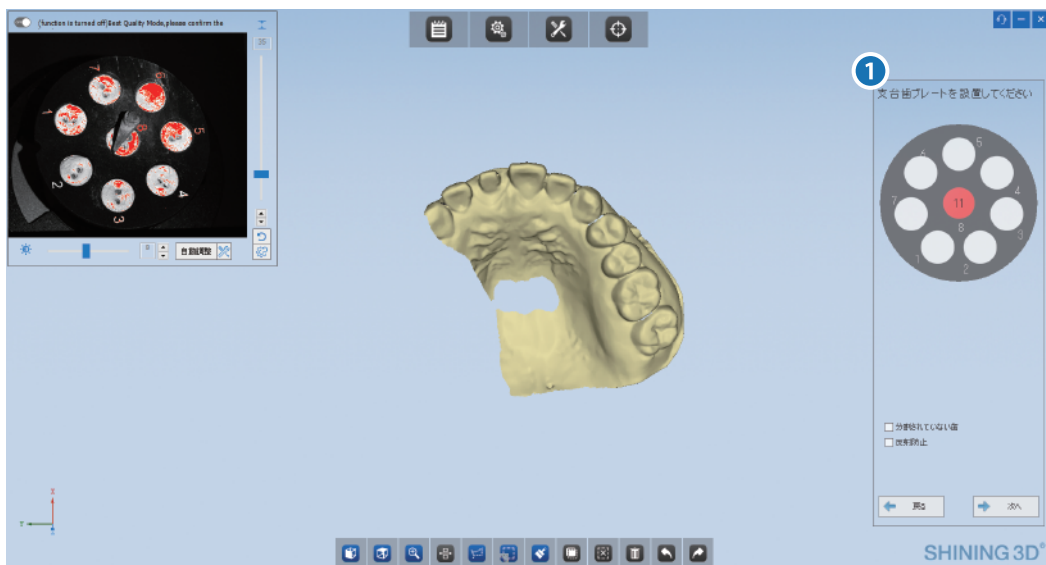 (function is turned off)Best Quality Mode,please confirm the
1
支台歯プレートを設置してください
7
6
1
8
5
2
4
3
5
6
4
7
11
3
8
1
2
自動調整
分割されていない歯
反射防止
戻る
次へ
X
Y
SHINING 3D®